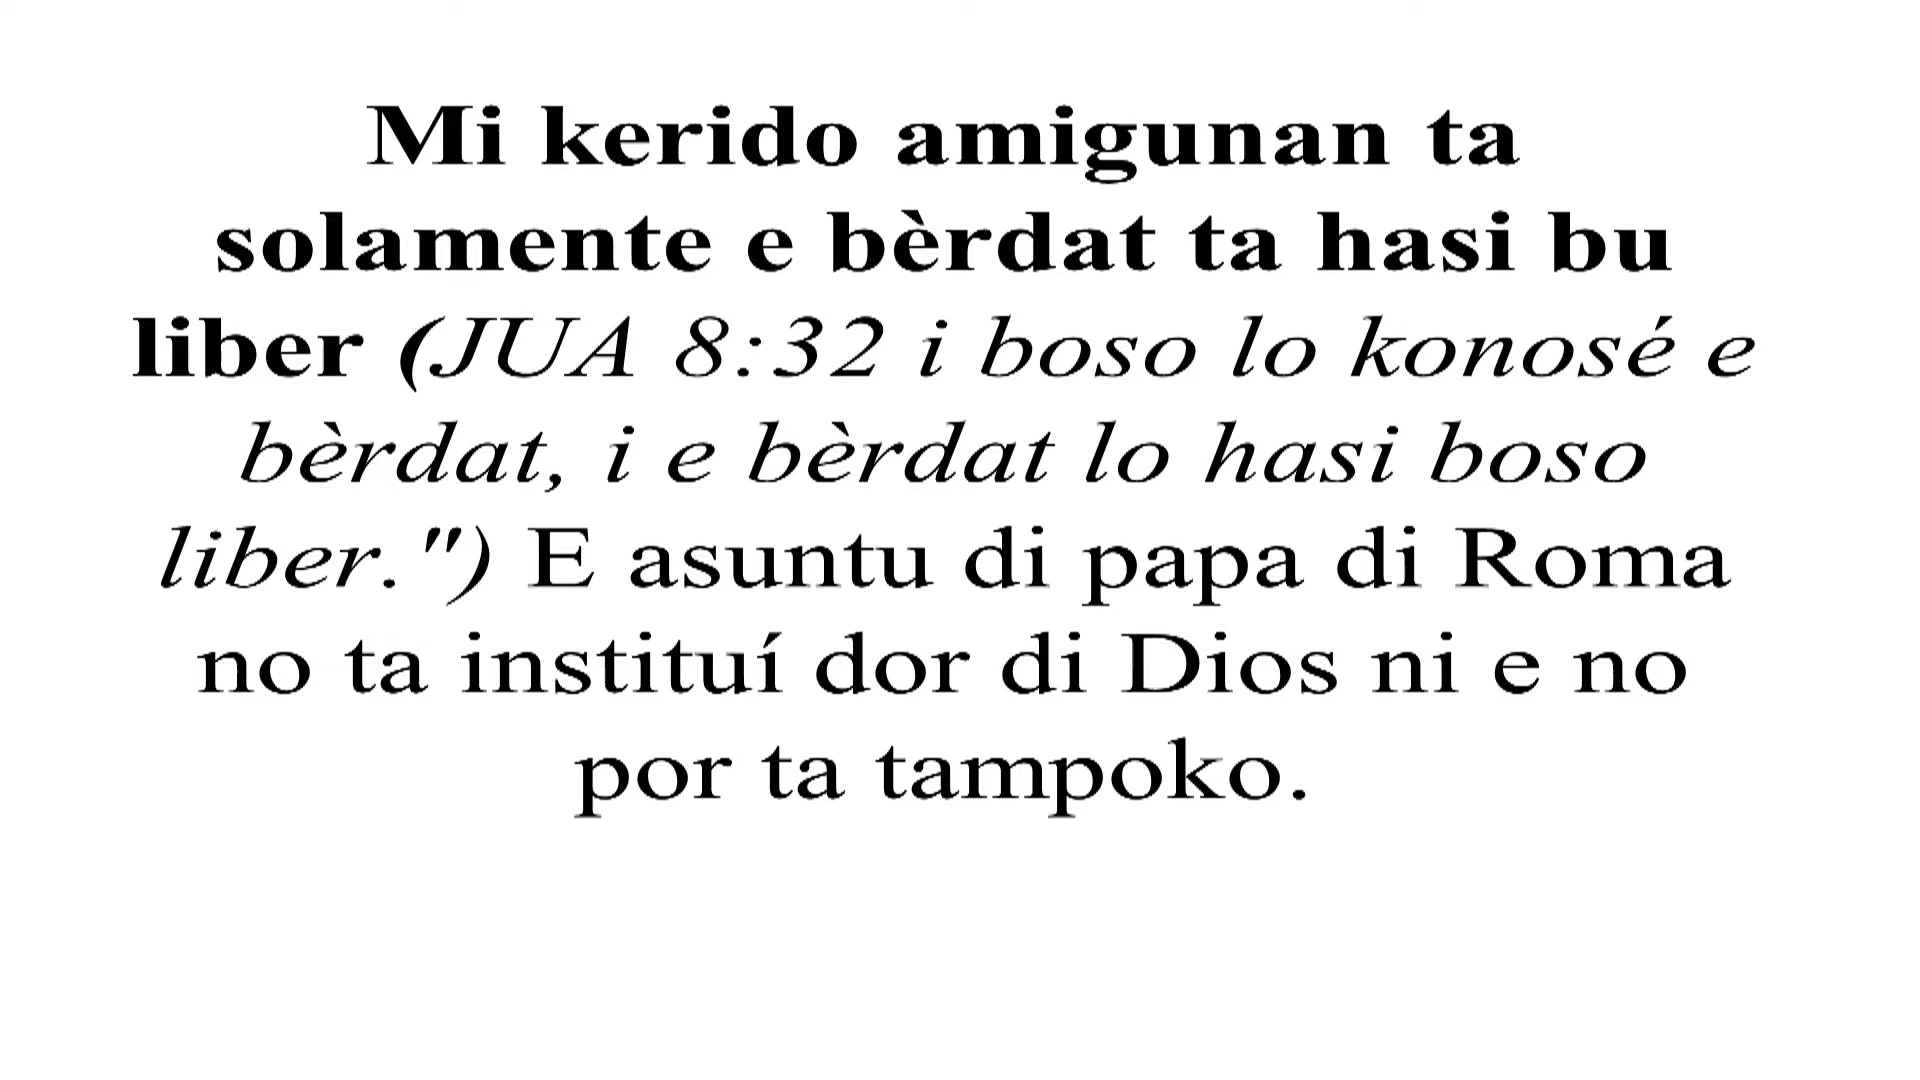 Mi kerido amigunan ta
solamente e bèrdat ta hasi bu
liber (JUA 8:32 i boso lo konosé e
bèrdat, i e bèrdat lo hasi boso
liber.") E asuntu di papa di Roma
no ta instituí dor di Dios ni e no
por ta tampoko.